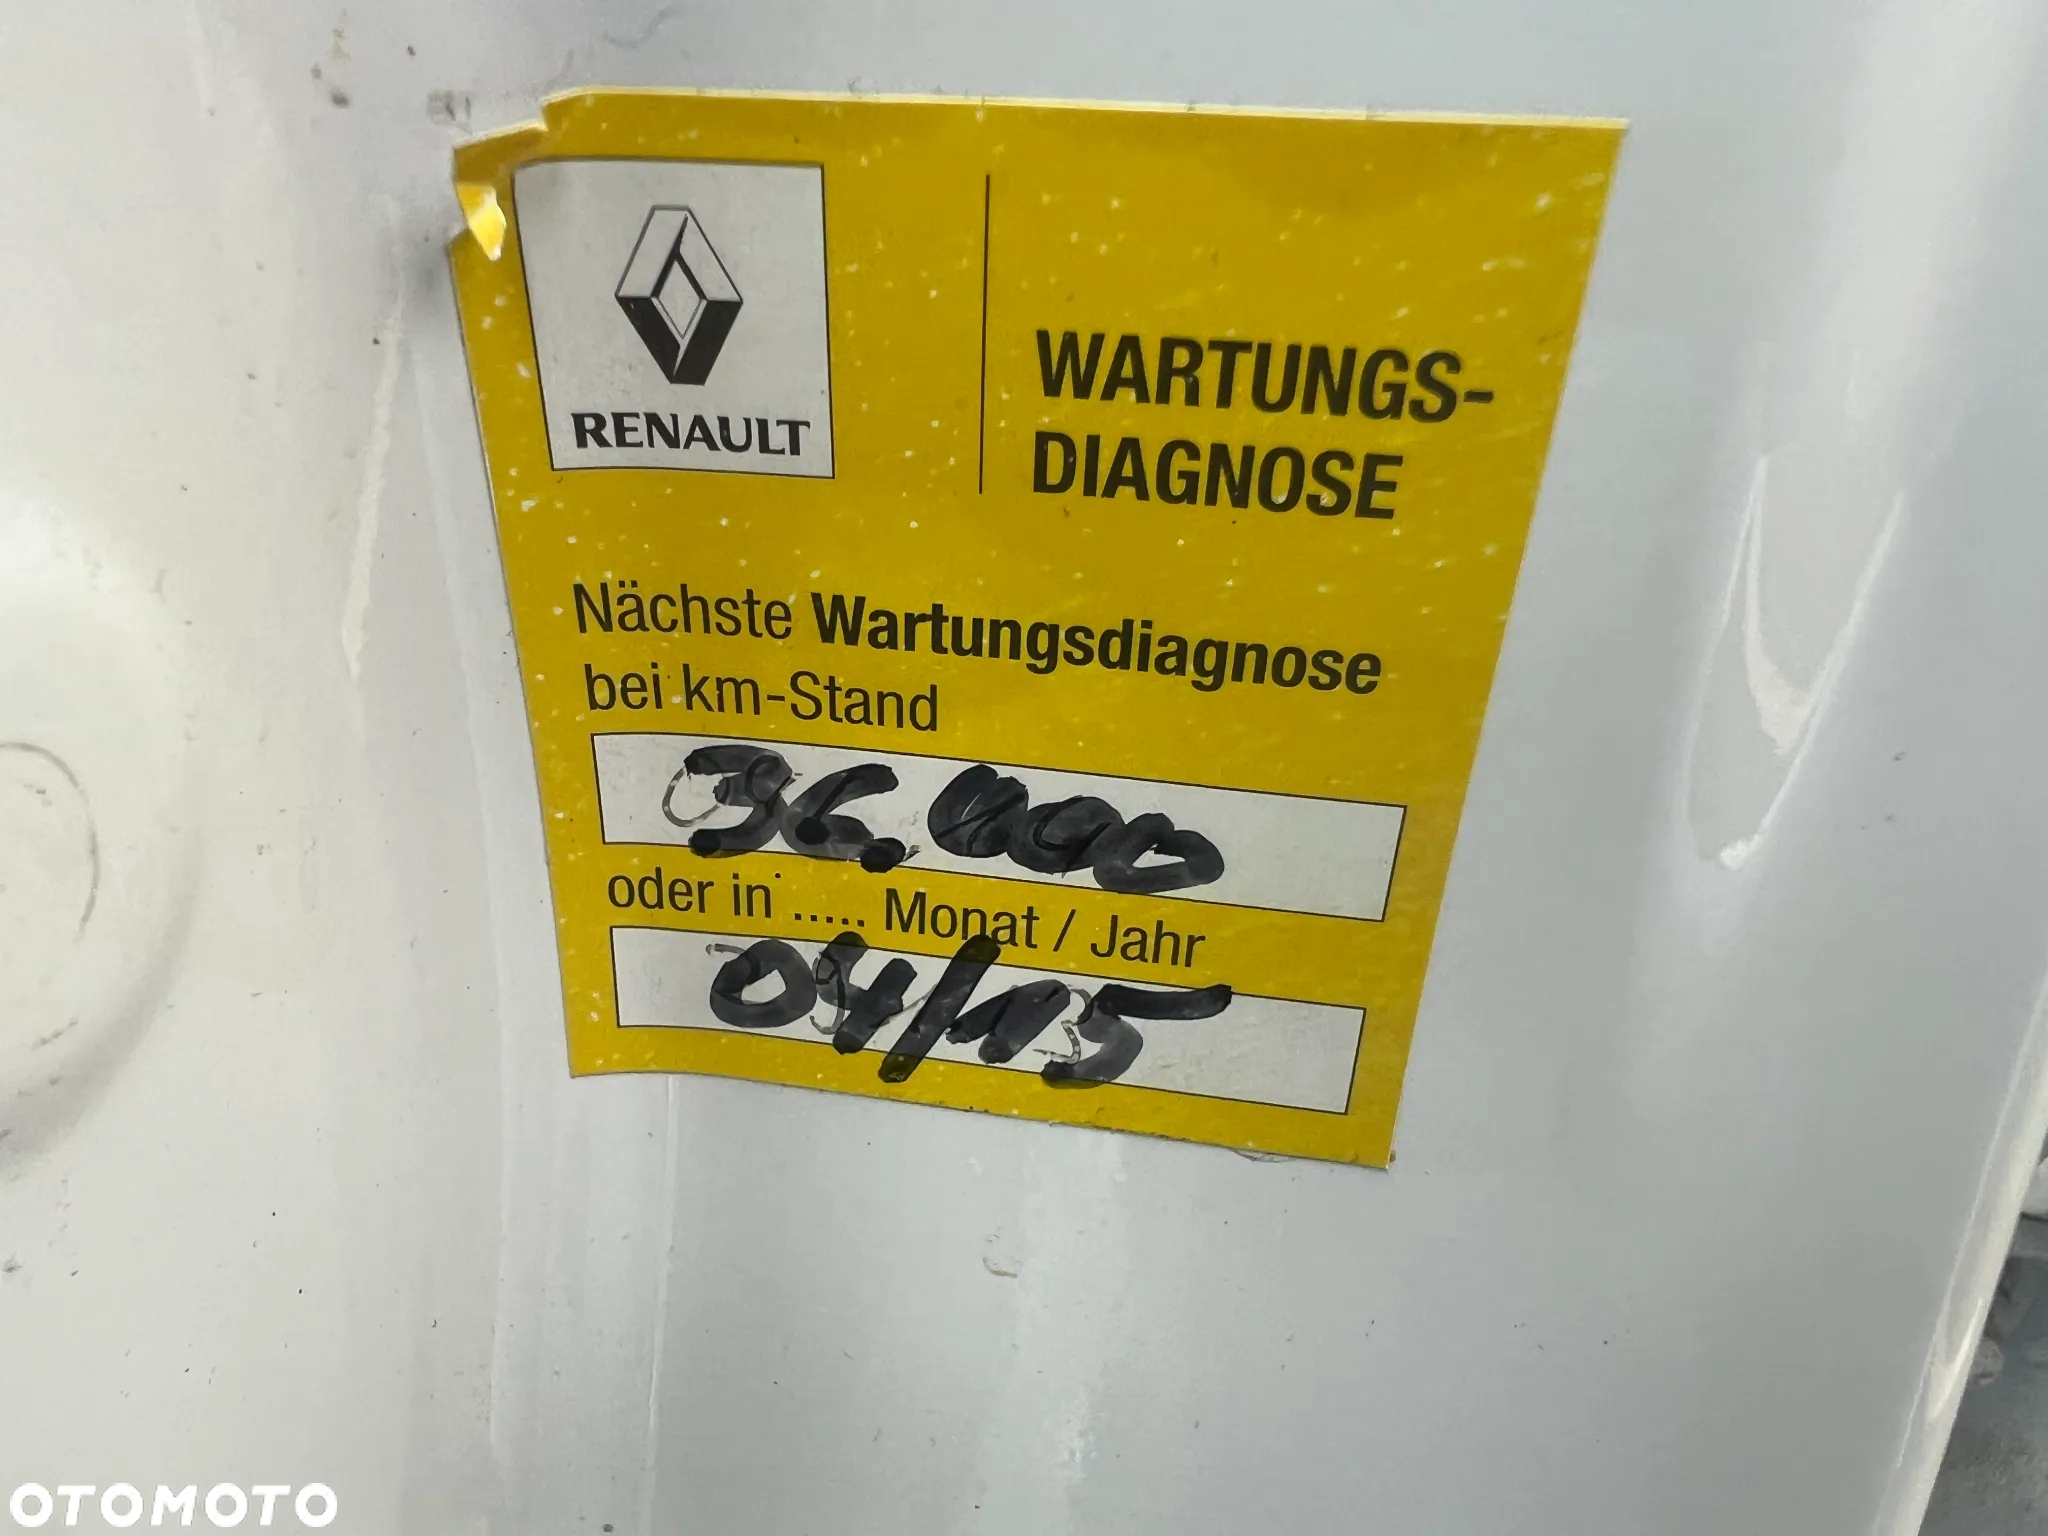 RENAULT
WARTUNGS-
DIAGNOSE
Nächste Wartungsdiagnose
bei km-Stand
36.000
oder in ..... Monat / Jahr
04/15
OTOMOTO